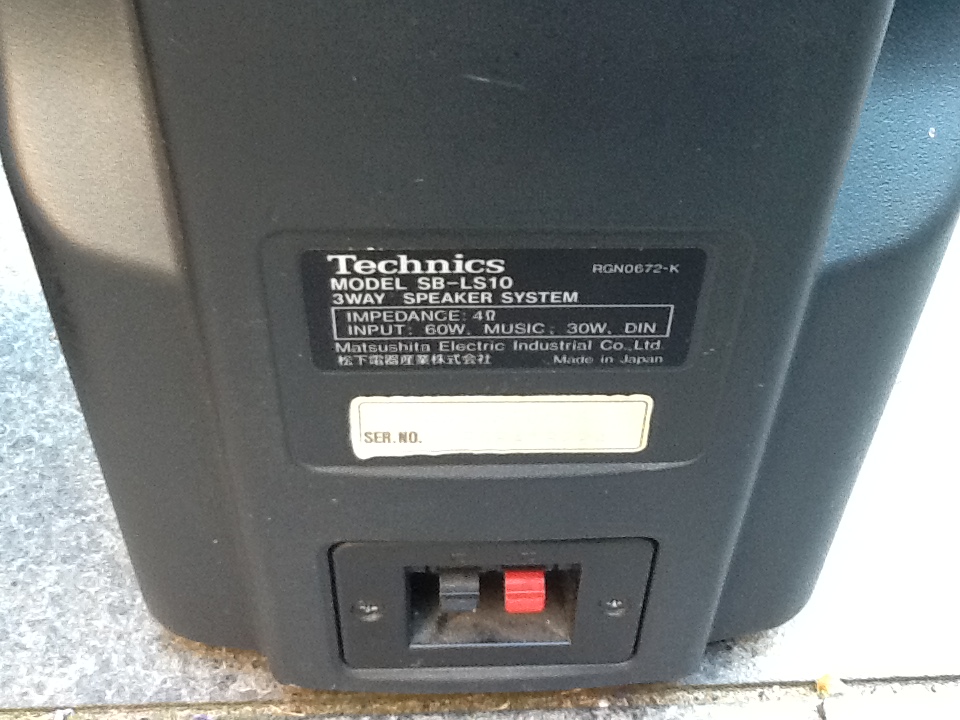 Technics
RGN0672-K
MODEL SB-LS10
3WAY SPEAKER SYSTEM
IMPEDANCE: 4Ω
INPUT: 60W, MUSIC; 30W, DIN
Matsushita Electric Industrial Co., Ltd.
松下電器産業株式会社 Made in Japan
SER.NO.